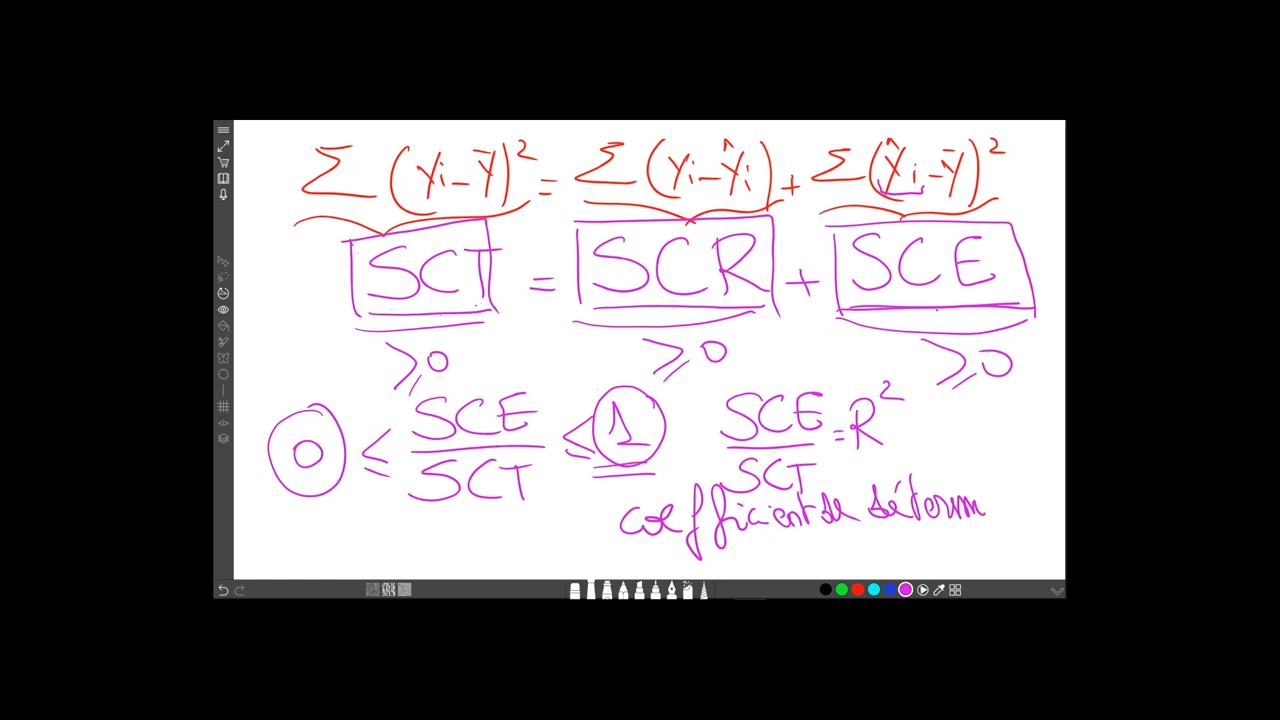 Σ (Yi - Ȳ)² = Σ (Yi - Ŷi) + Σ (Ŷi - Ȳ)²
SCT = SCR + SCE
≥0 ≥0 ≥0
0 ≤ SCE/SCT ≤ 1 SCE/SCT = R²
coefficient de déterm